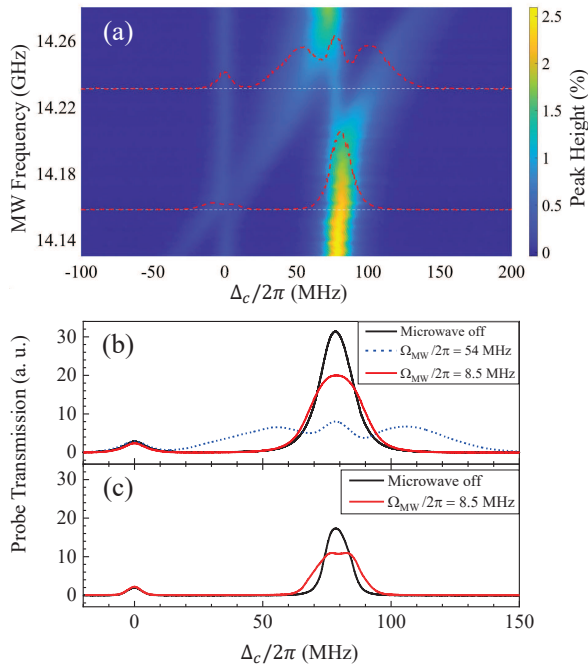 (a)
MW Frequency (GHz)
14.26
14.22
14.18
14.14
-100 -50 0 50 100 150 200
Δc/2π (MHz)
2.5
2
1.5
1
0.5
0
Peak Height (%)
(b)
Probe Transmission (a. u.)
30
20
10
0
Microwave off
ΩMW/2π = 54 MHz
ΩMW/2π = 8.5 MHz
(c)
30
20
10
0
Microwave off
ΩMW/2π = 8.5 MHz
0 50 100 150
Δc/2π (MHz)